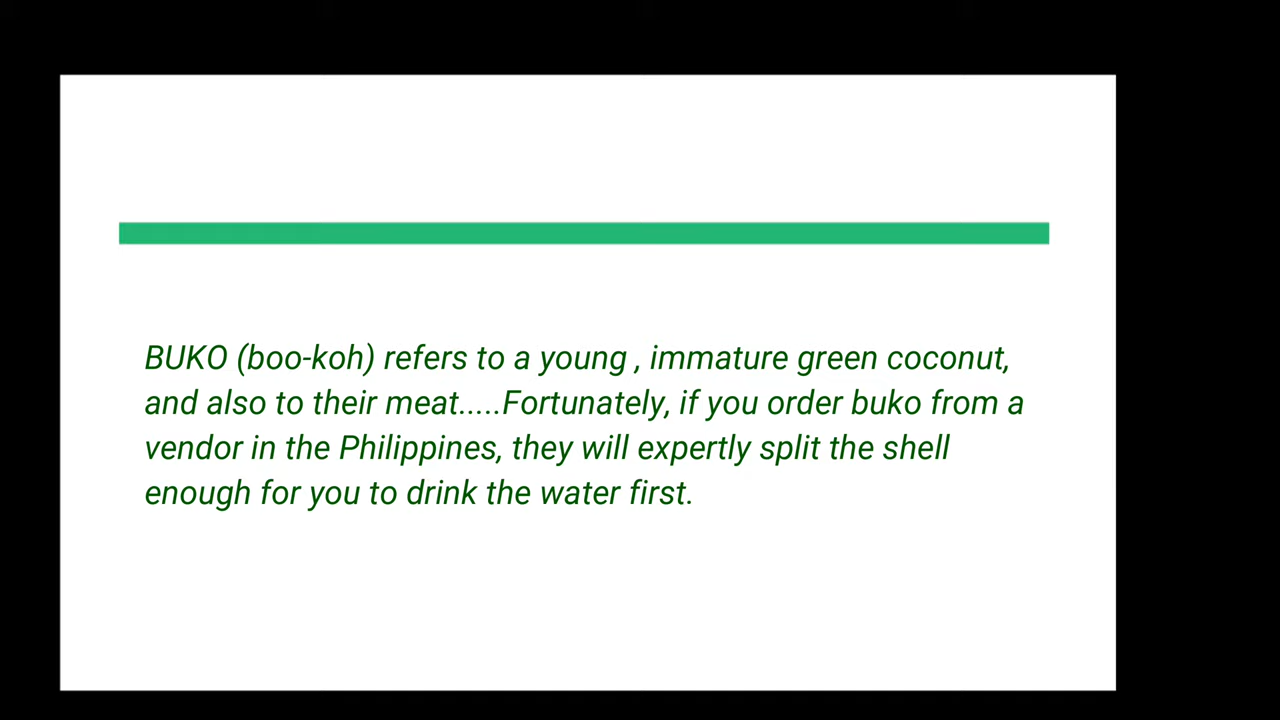 BUKO (boo-koh) refers to a young , immature green coconut,
and also to their meat.....Fortunately, if you order buko from a
vendor in the Philippines, they will expertly split the shell
enough for you to drink the water first.